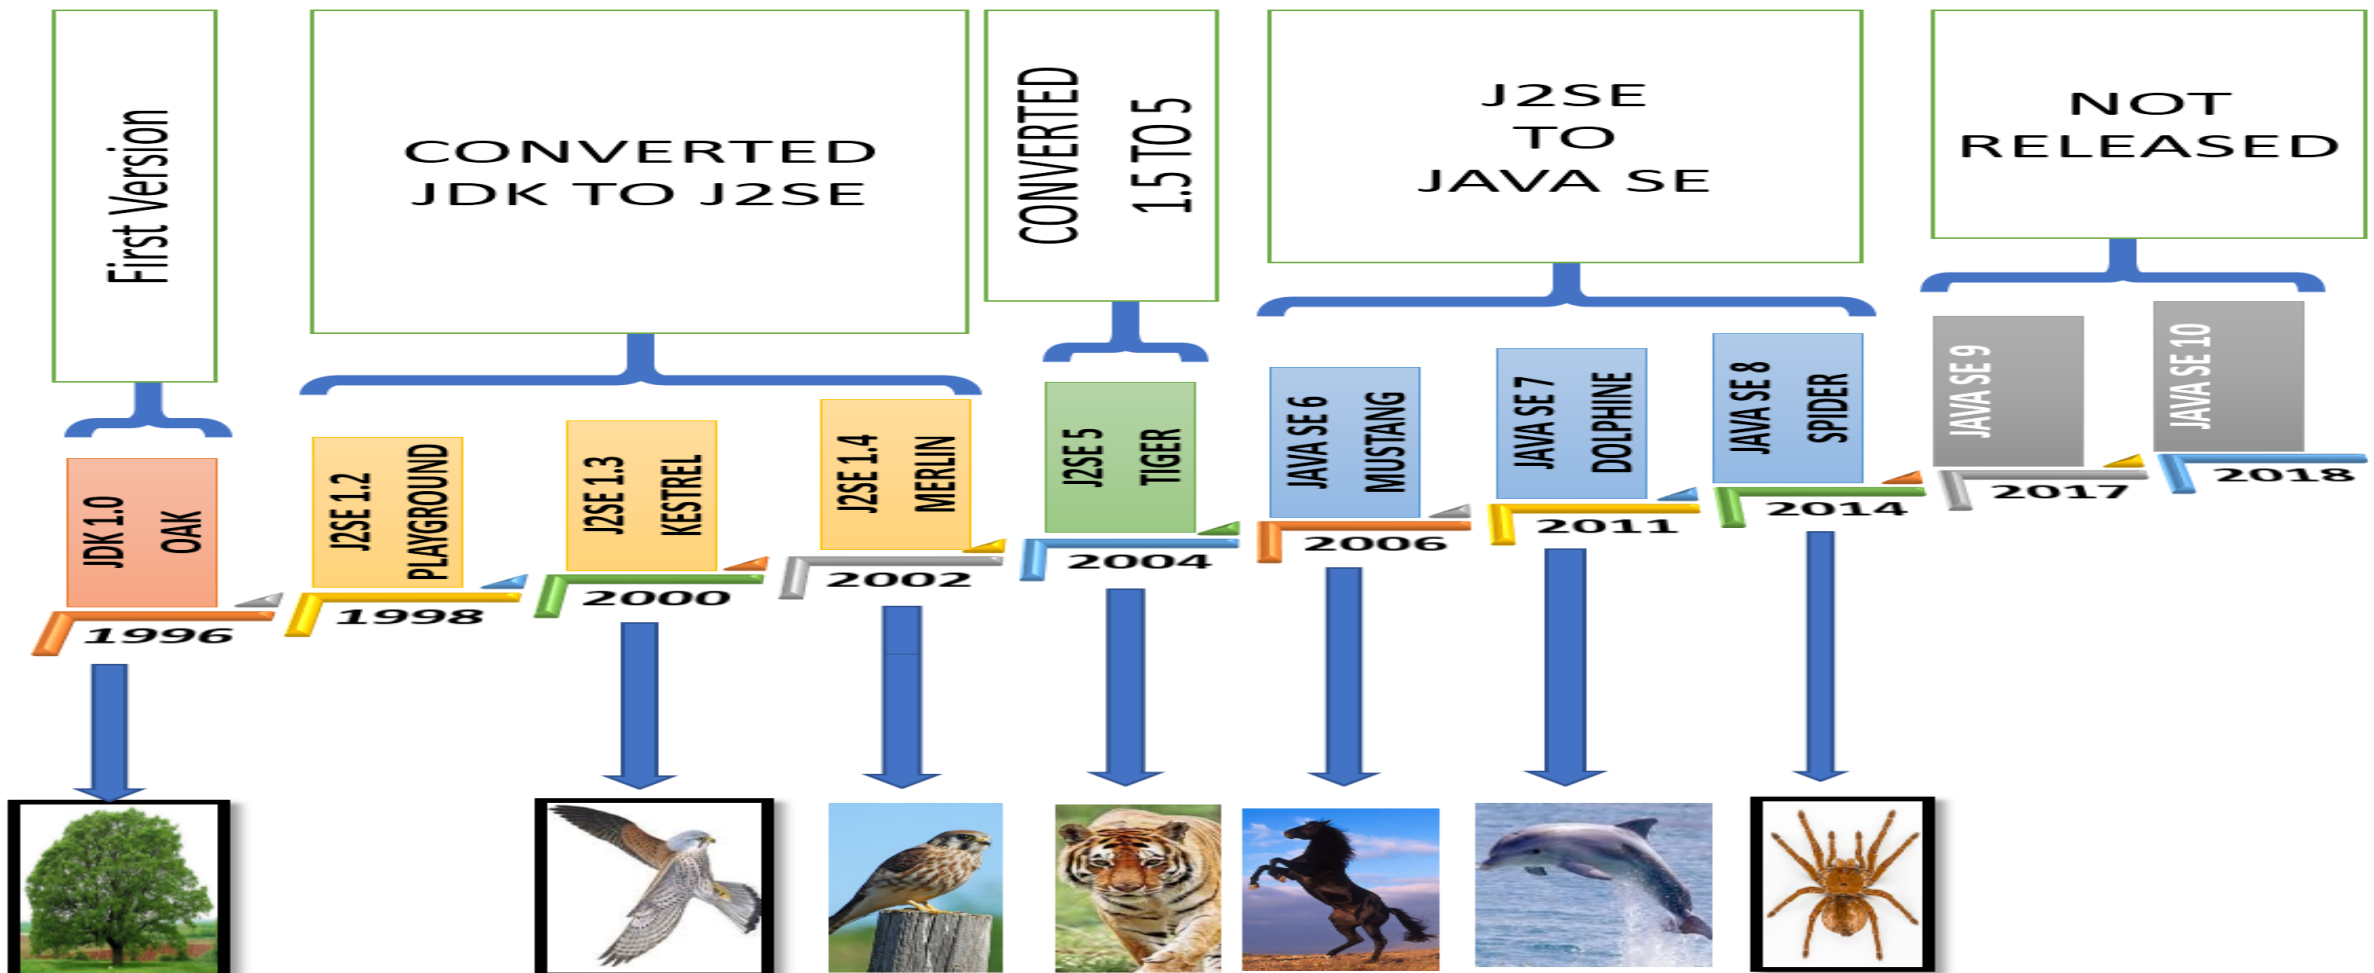 First Version
CONVERTED
JDK TO J2SE
CONVERTED
1.5 TO 5
J2SE
TO
JAVA SE
NOT
RELEASED
JDK 1.0
OAK
1996
J2SE 1.2
PLAYGROUND
1998
J2SE 1.3
KESTREL
2000
J2SE 1.4
MERLIN
2002
J2SE 5
TIGER
2004
JAVA SE 6
MUSTANG
2006
JAVA SE 7
DOLPHINE
2011
JAVA SE 8
SPIDER
2014
JAVA SE 9
2017
JAVA SE 10
2018